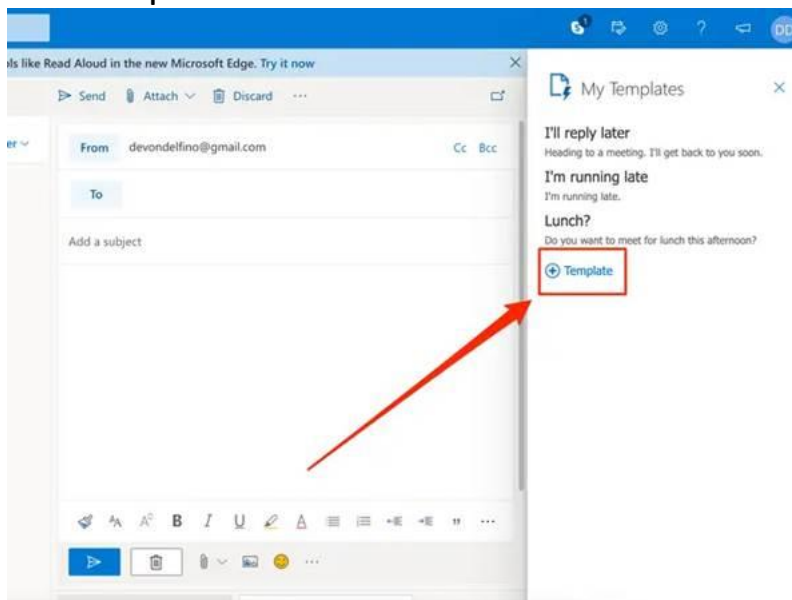 ols like Read Aloud in the new Microsoft Edge. Try it now
Send Attach Discard
er
From devondelfino@gmail.com Cc Bcc
To
Add a subject
B I U A
My Templates
I'll reply later
Heading to a meeting. I'll get back to you soon.
I'm running late
I'm running late.
Lunch?
Do you want to meet for lunch this afternoon?
Template
DD